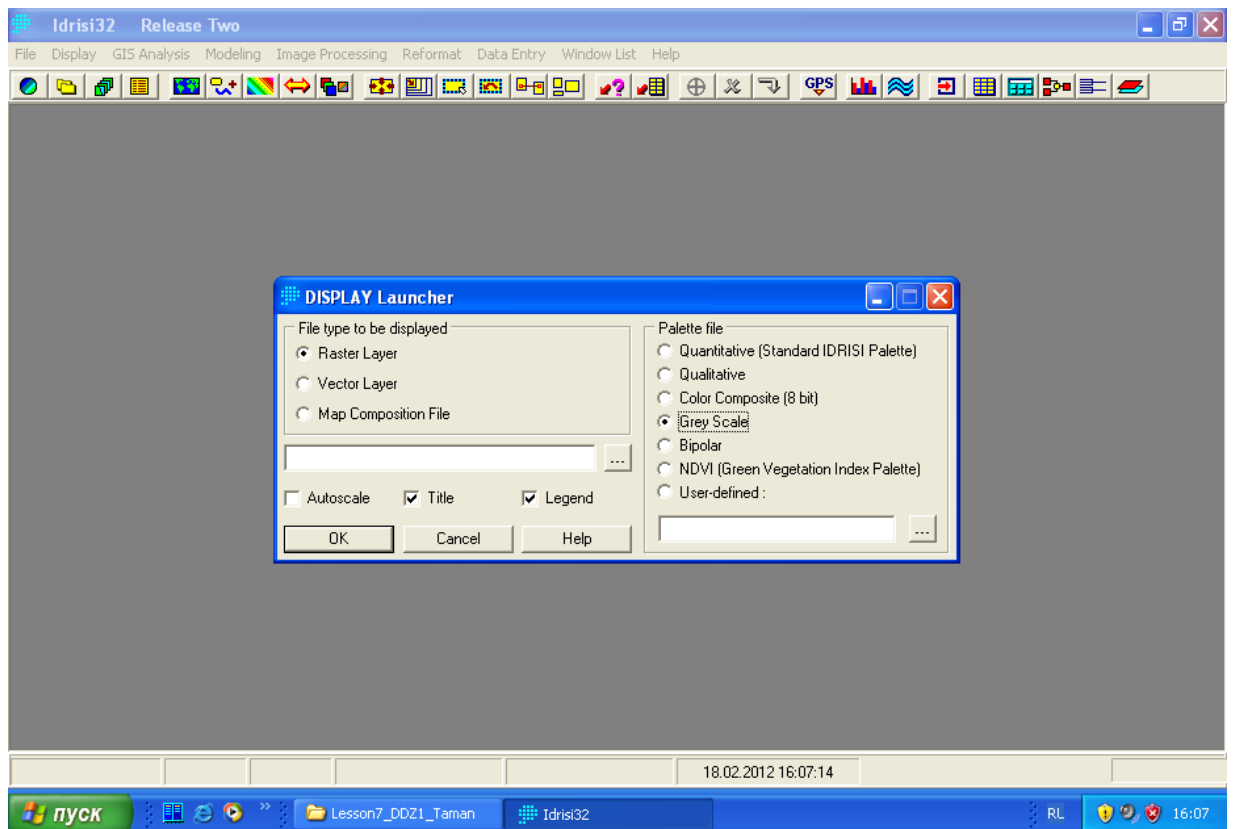 Idrisi32 Release Two
File Display GIS Analysis Modeling Image Processing Reformat Data Entry Window List Help
GPS
DISPLAY Launcher
File type to be displayed
Raster Layer
Vector Layer
Map Composition File
...
Autoscale Title Legend
OK Cancel Help
Palette file
Quantitative (Standard IDRISI Palette)
Qualitative
Color Composite (8 bit)
Grey Scale
Bipolar
NDVI (Green Vegetation Index Palette)
User-defined :
...
18.02.2012 16:07:14
пуск » Lesson7_DDZ1_Taman Idrisi32 RL 16:07